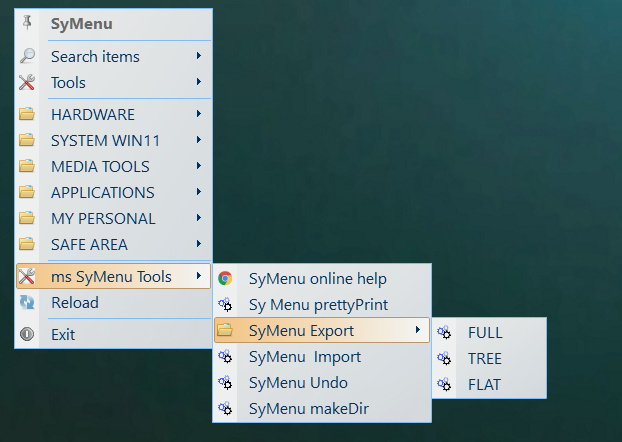 SyMenu
Search items
Tools
HARDWARE
SYSTEM WIN11
MEDIA TOOLS
APPLICATIONS
MY PERSONAL
SAFE AREA
ms SyMenu Tools
Reload
Exit
SyMenu online help
Sy Menu prettyPrint
SyMenu Export
SyMenu  Import
SyMenu Undo
SyMenu makeDir
FULL
TREE
FLAT